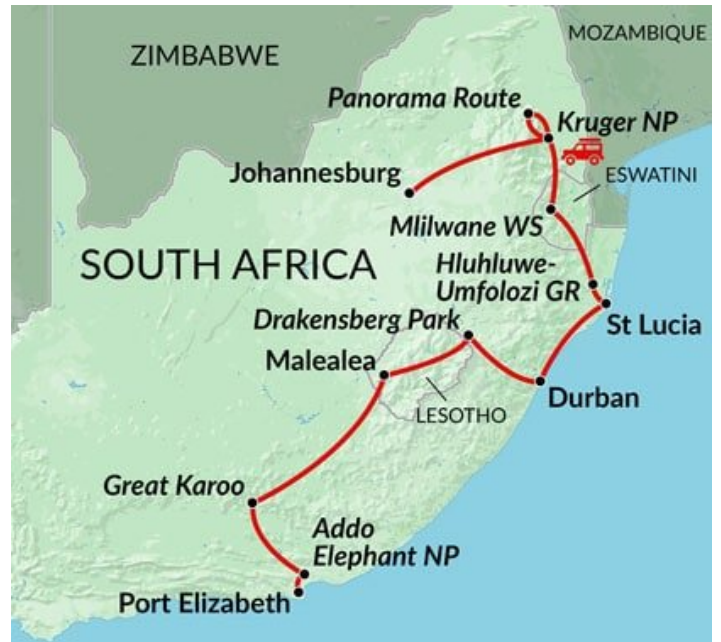 ZIMBABWE
MOZAMBIQUE
Panorama Route
Kruger NP
Johannesburg
ESWATINI
Mlilwane WS
SOUTH AFRICA
Hluhluwe-
Umfolozi GR
Drakensberg Park
St Lucia
Malealea
Durban
LESOTHO
Great Karoo
Addo
Elephant NP
Port Elizabeth